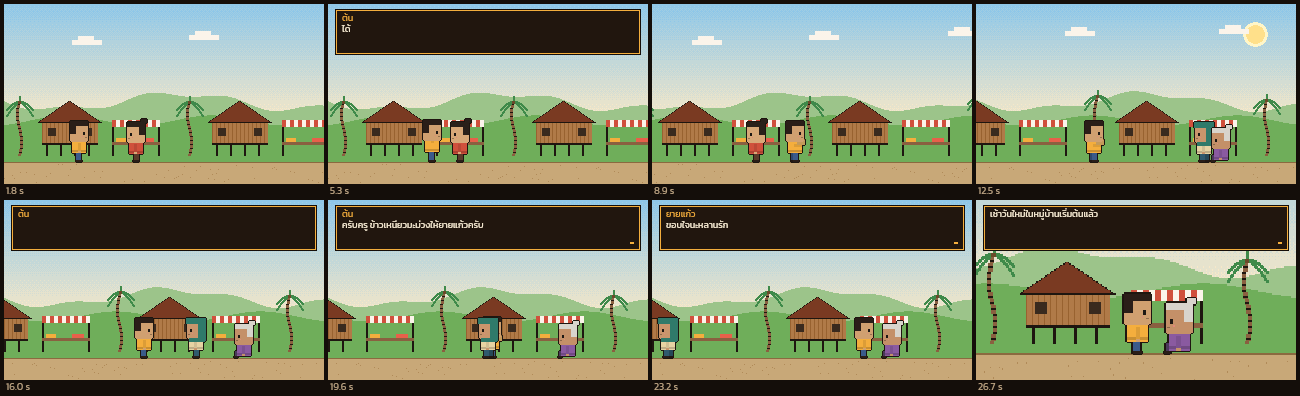 1.8 s
ต้น
ได้
5.3 s
8.9 s
12.5 s
ต้น
16.0 s
ต้น
ครับครู ข้าวเหนียวมะม่วงให้ยายแก้วครับ
19.6 s
ยายแก้ว
ขอบใจนะหลานรัก
23.2 s
เช้าวันใหม่ในหมู่บ้านเริ่มต้นแล้ว
26.7 s